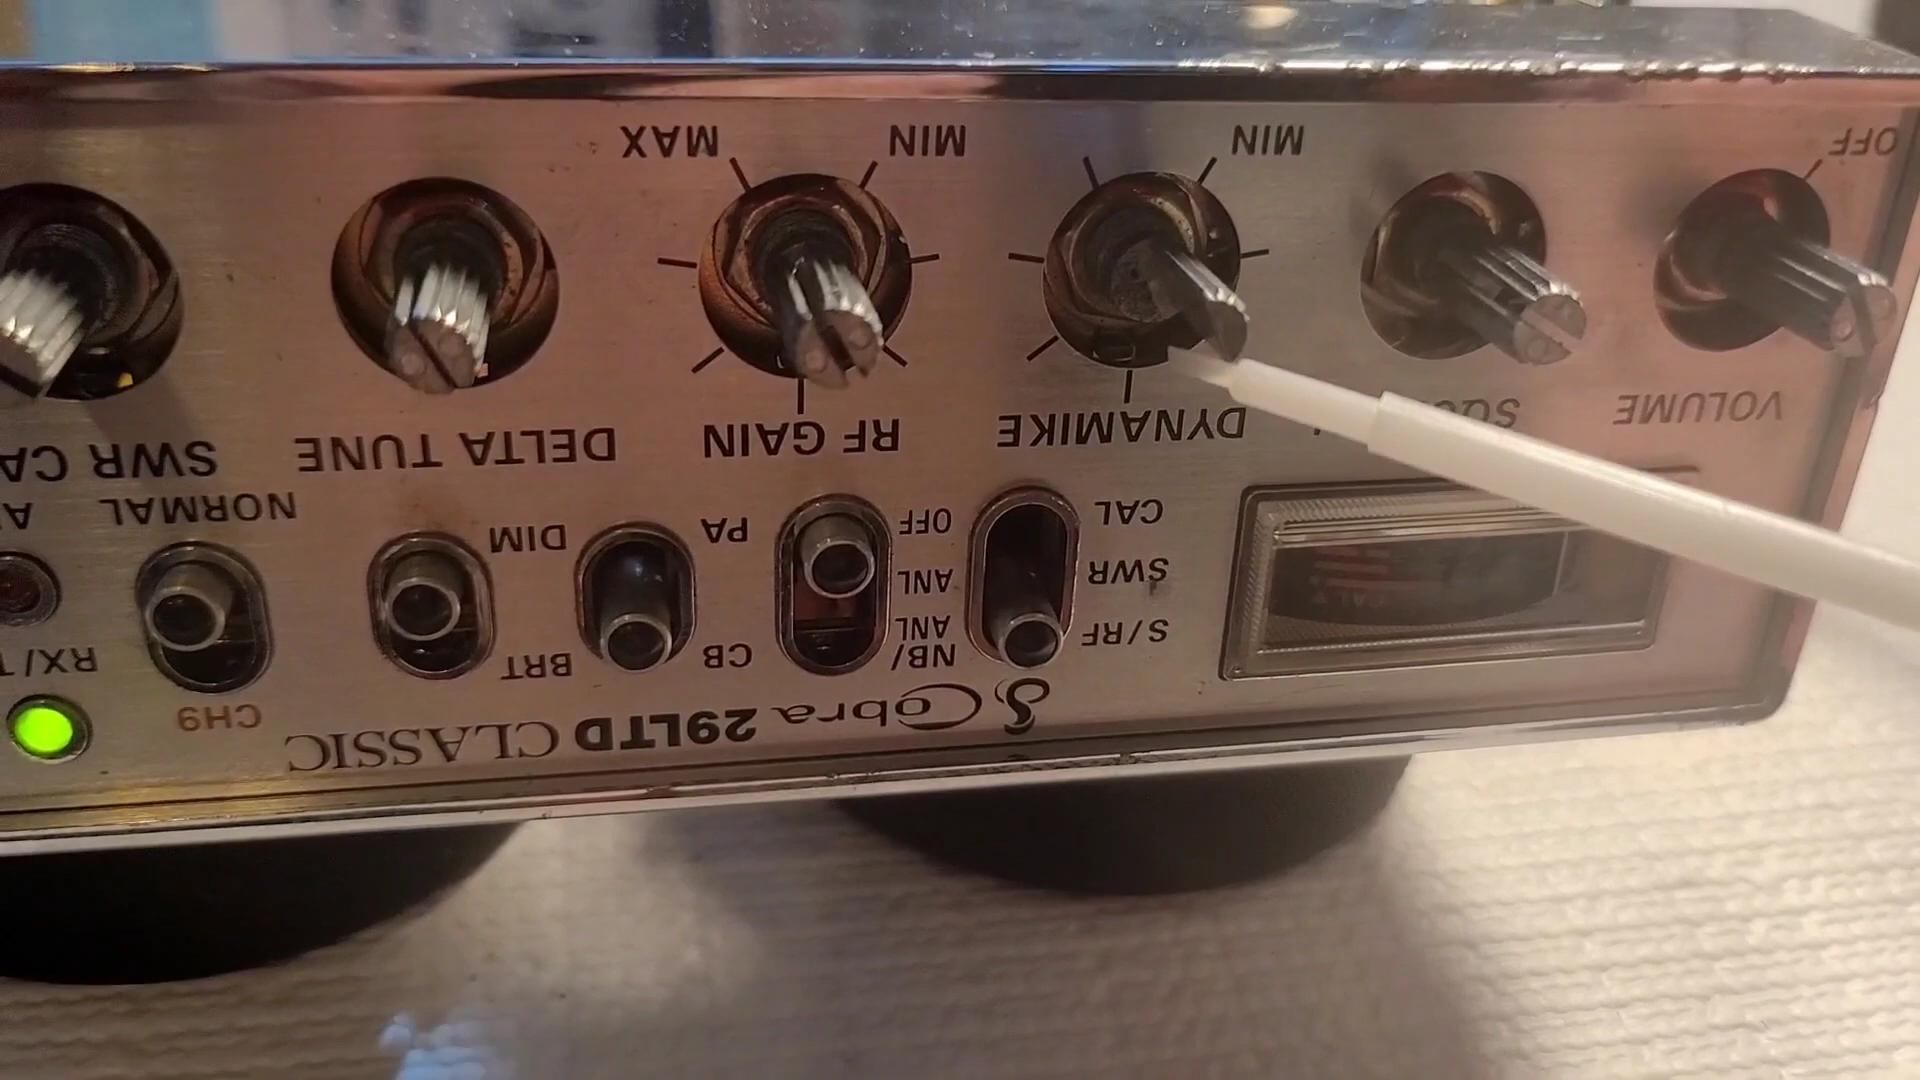 Cobra 29LTD CLASSIC
CH9
S/RF
SWR
CAL
NB/
ANL
ANL
OFF
CB
PA
BRT
DIM
RX/T
NORMAL
VOLUME
DYNAMIKE
RF GAIN
DELTA TUNE
SWR CA
OFF
MIN
MIN
MAX